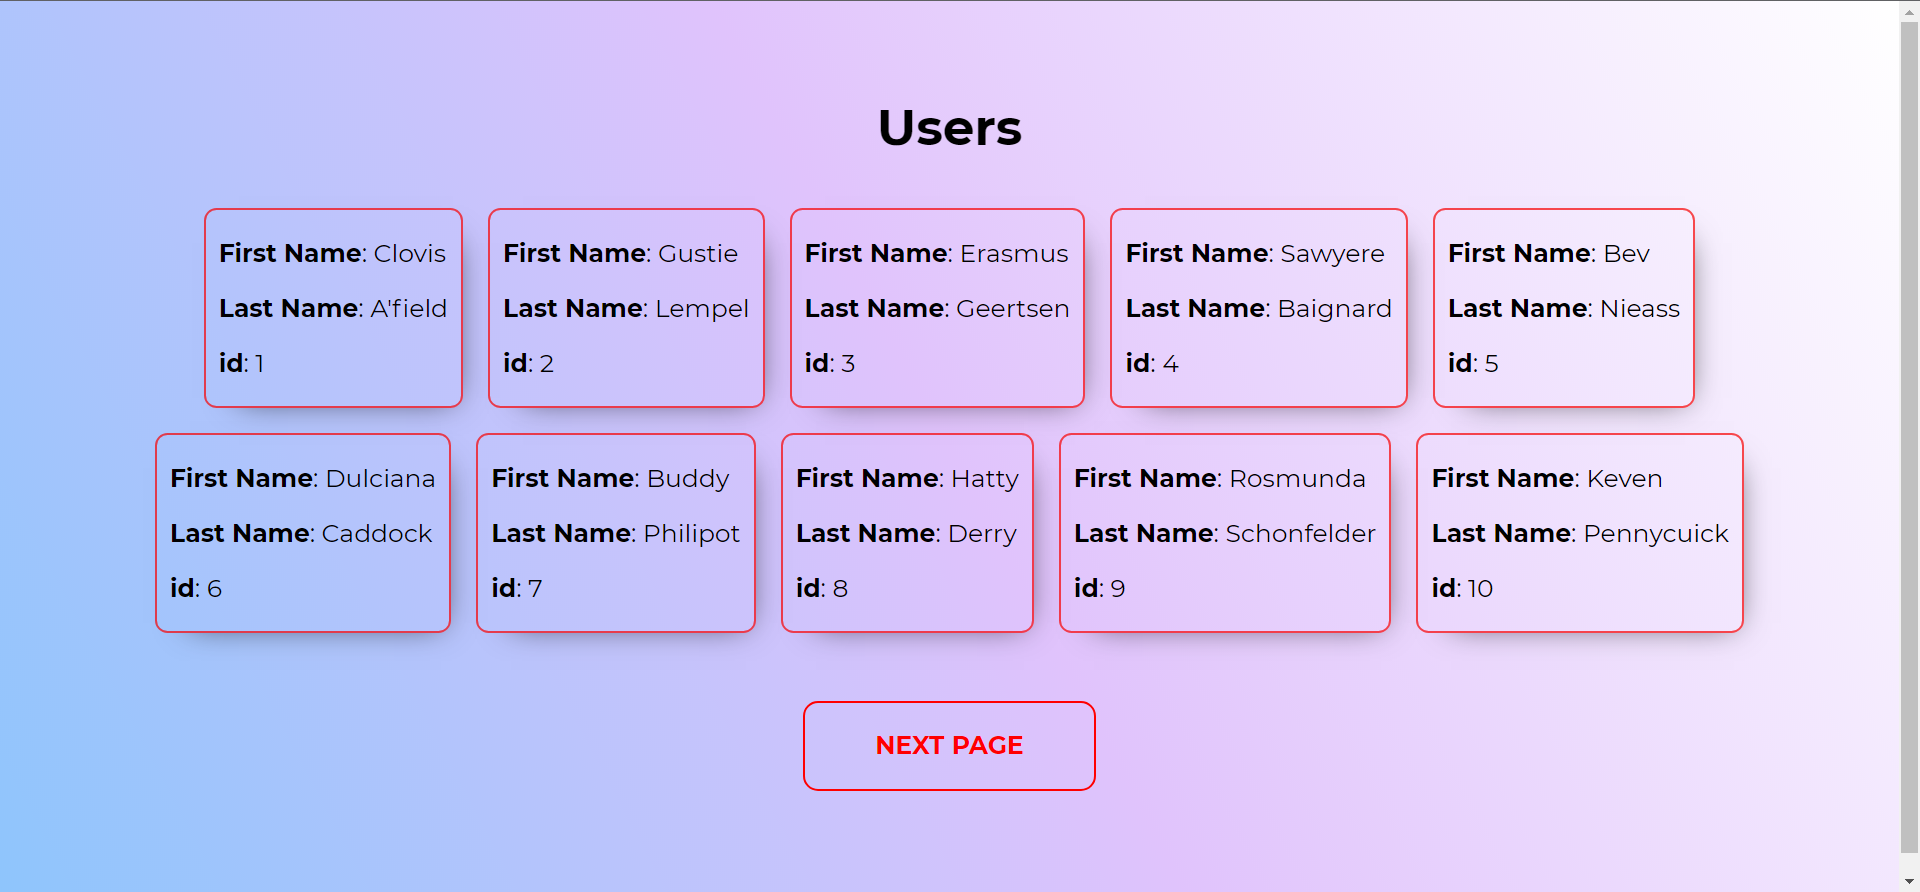 Users
First Name: Clovis
Last Name: A'field
id: 1
First Name: Gustie
Last Name: Lempel
id: 2
First Name: Erasmus
Last Name: Geertsen
id: 3
First Name: Sawyere
Last Name: Baignard
id: 4
First Name: Bev
Last Name: Nieass
id: 5
First Name: Dulciana
Last Name: Caddock
id: 6
First Name: Buddy
Last Name: Philipot
id: 7
First Name: Hatty
Last Name: Derry
id: 8
First Name: Rosmunda
Last Name: Schonfelder
id: 9
First Name: Keven
Last Name: Pennycuick
id: 10
NEXT PAGE